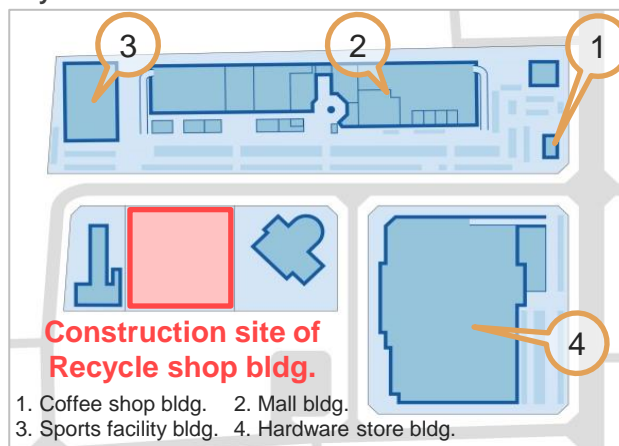 3
2
1
4
Construction site of
Recycle shop bldg.
1. Coffee shop bldg. 2. Mall bldg.
3. Sports facility bldg. 4. Hardware store bldg.